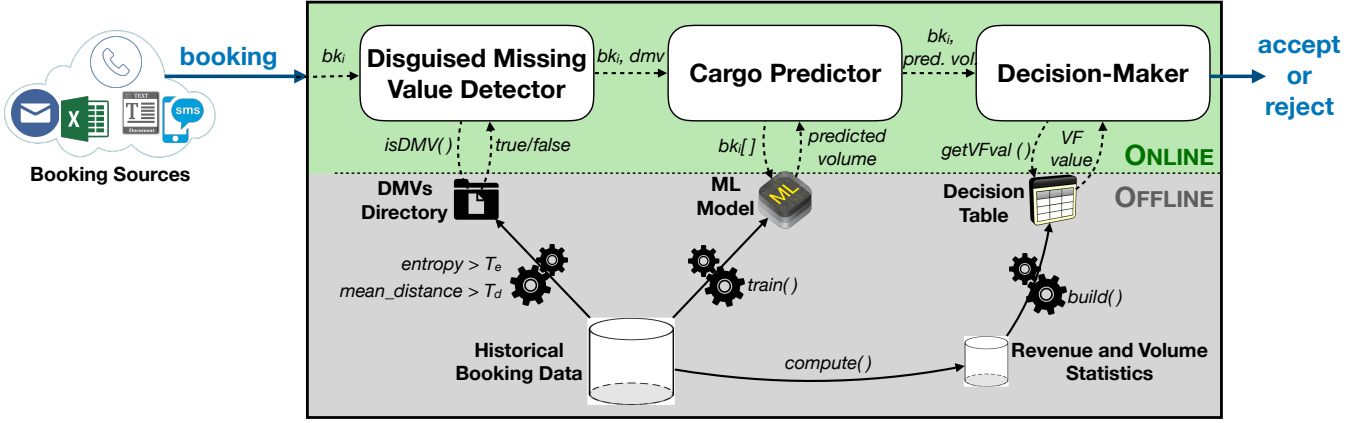 booking
bkᵢ
Disguised Missing
Value Detector
bkᵢ, dmv
Cargo Predictor
bkᵢ,
pred. vol.
Decision-Maker
accept
or
reject
TEXT
T
Document
sms
X
Booking Sources
isDMV( )
true/false
bkᵢ[ ]
predicted
volume
getVFval ( )
VF
value
ONLINE
OFFLINE
DMVs
Directory
ML
Model
ML
Decision
Table
entropy > Tₑ
mean_distance > T_d
train( )
build( )
Historical
Booking Data
compute( )
Revenue and Volume
Statistics